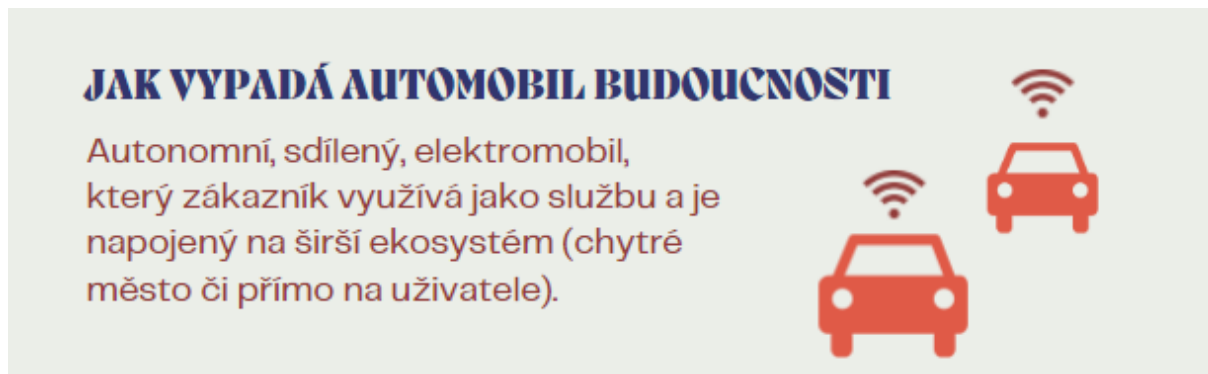 JAK VYPADÁ AUTOMOBIL BUDOUCNOSTI
Autonomní, sdílený, elektromobil,
který zákazník využívá jako službu a je
napojený na širší ekosystém (chytré
město či přímo na uživatele).